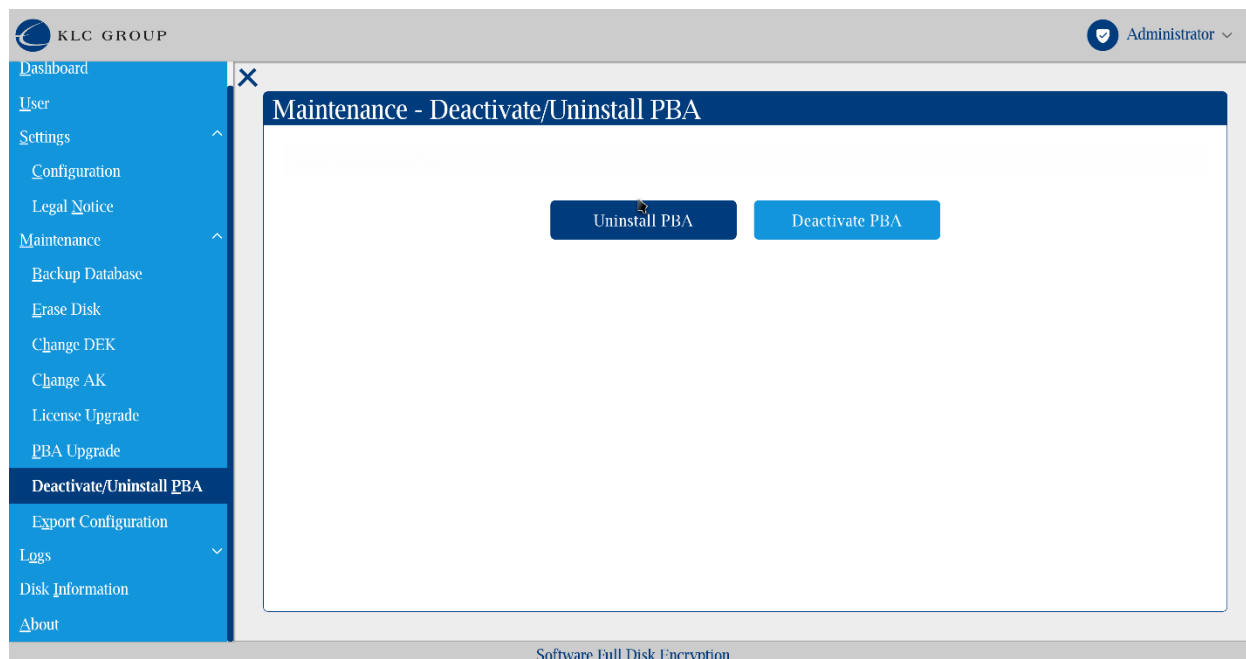 KLC GROUP
Administrator
Dashboard
User
Settings
Configuration
Legal Notice
Maintenance
Backup Database
Erase Disk
Change DEK
Change AK
License Upgrade
PBA Upgrade
Deactivate/Uninstall PBA
Export Configuration
Logs
Disk Information
About
Maintenance - Deactivate/Uninstall PBA
Uninstall PBA
Deactivate PBA
Software Full Disk Encryption